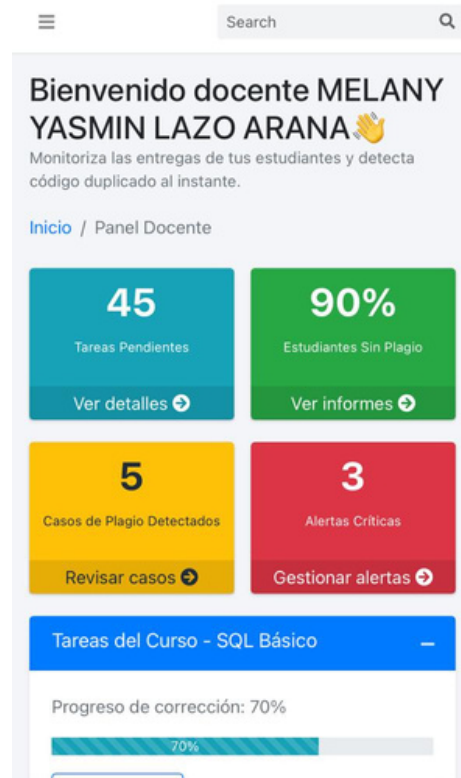 Search
Bienvenido docente MELANY
YASMIN LAZO ARANA👋
Monitoriza las entregas de tus estudiantes y detecta
código duplicado al instante.
Inicio / Panel Docente
45
Tareas Pendientes
Ver detalles
90%
Estudiantes Sin Plagio
Ver informes
5
Casos de Plagio Detectados
Revisar casos
3
Alertas Críticas
Gestionar alertas
Tareas del Curso - SQL Básico
Progreso de corrección: 70%
70%